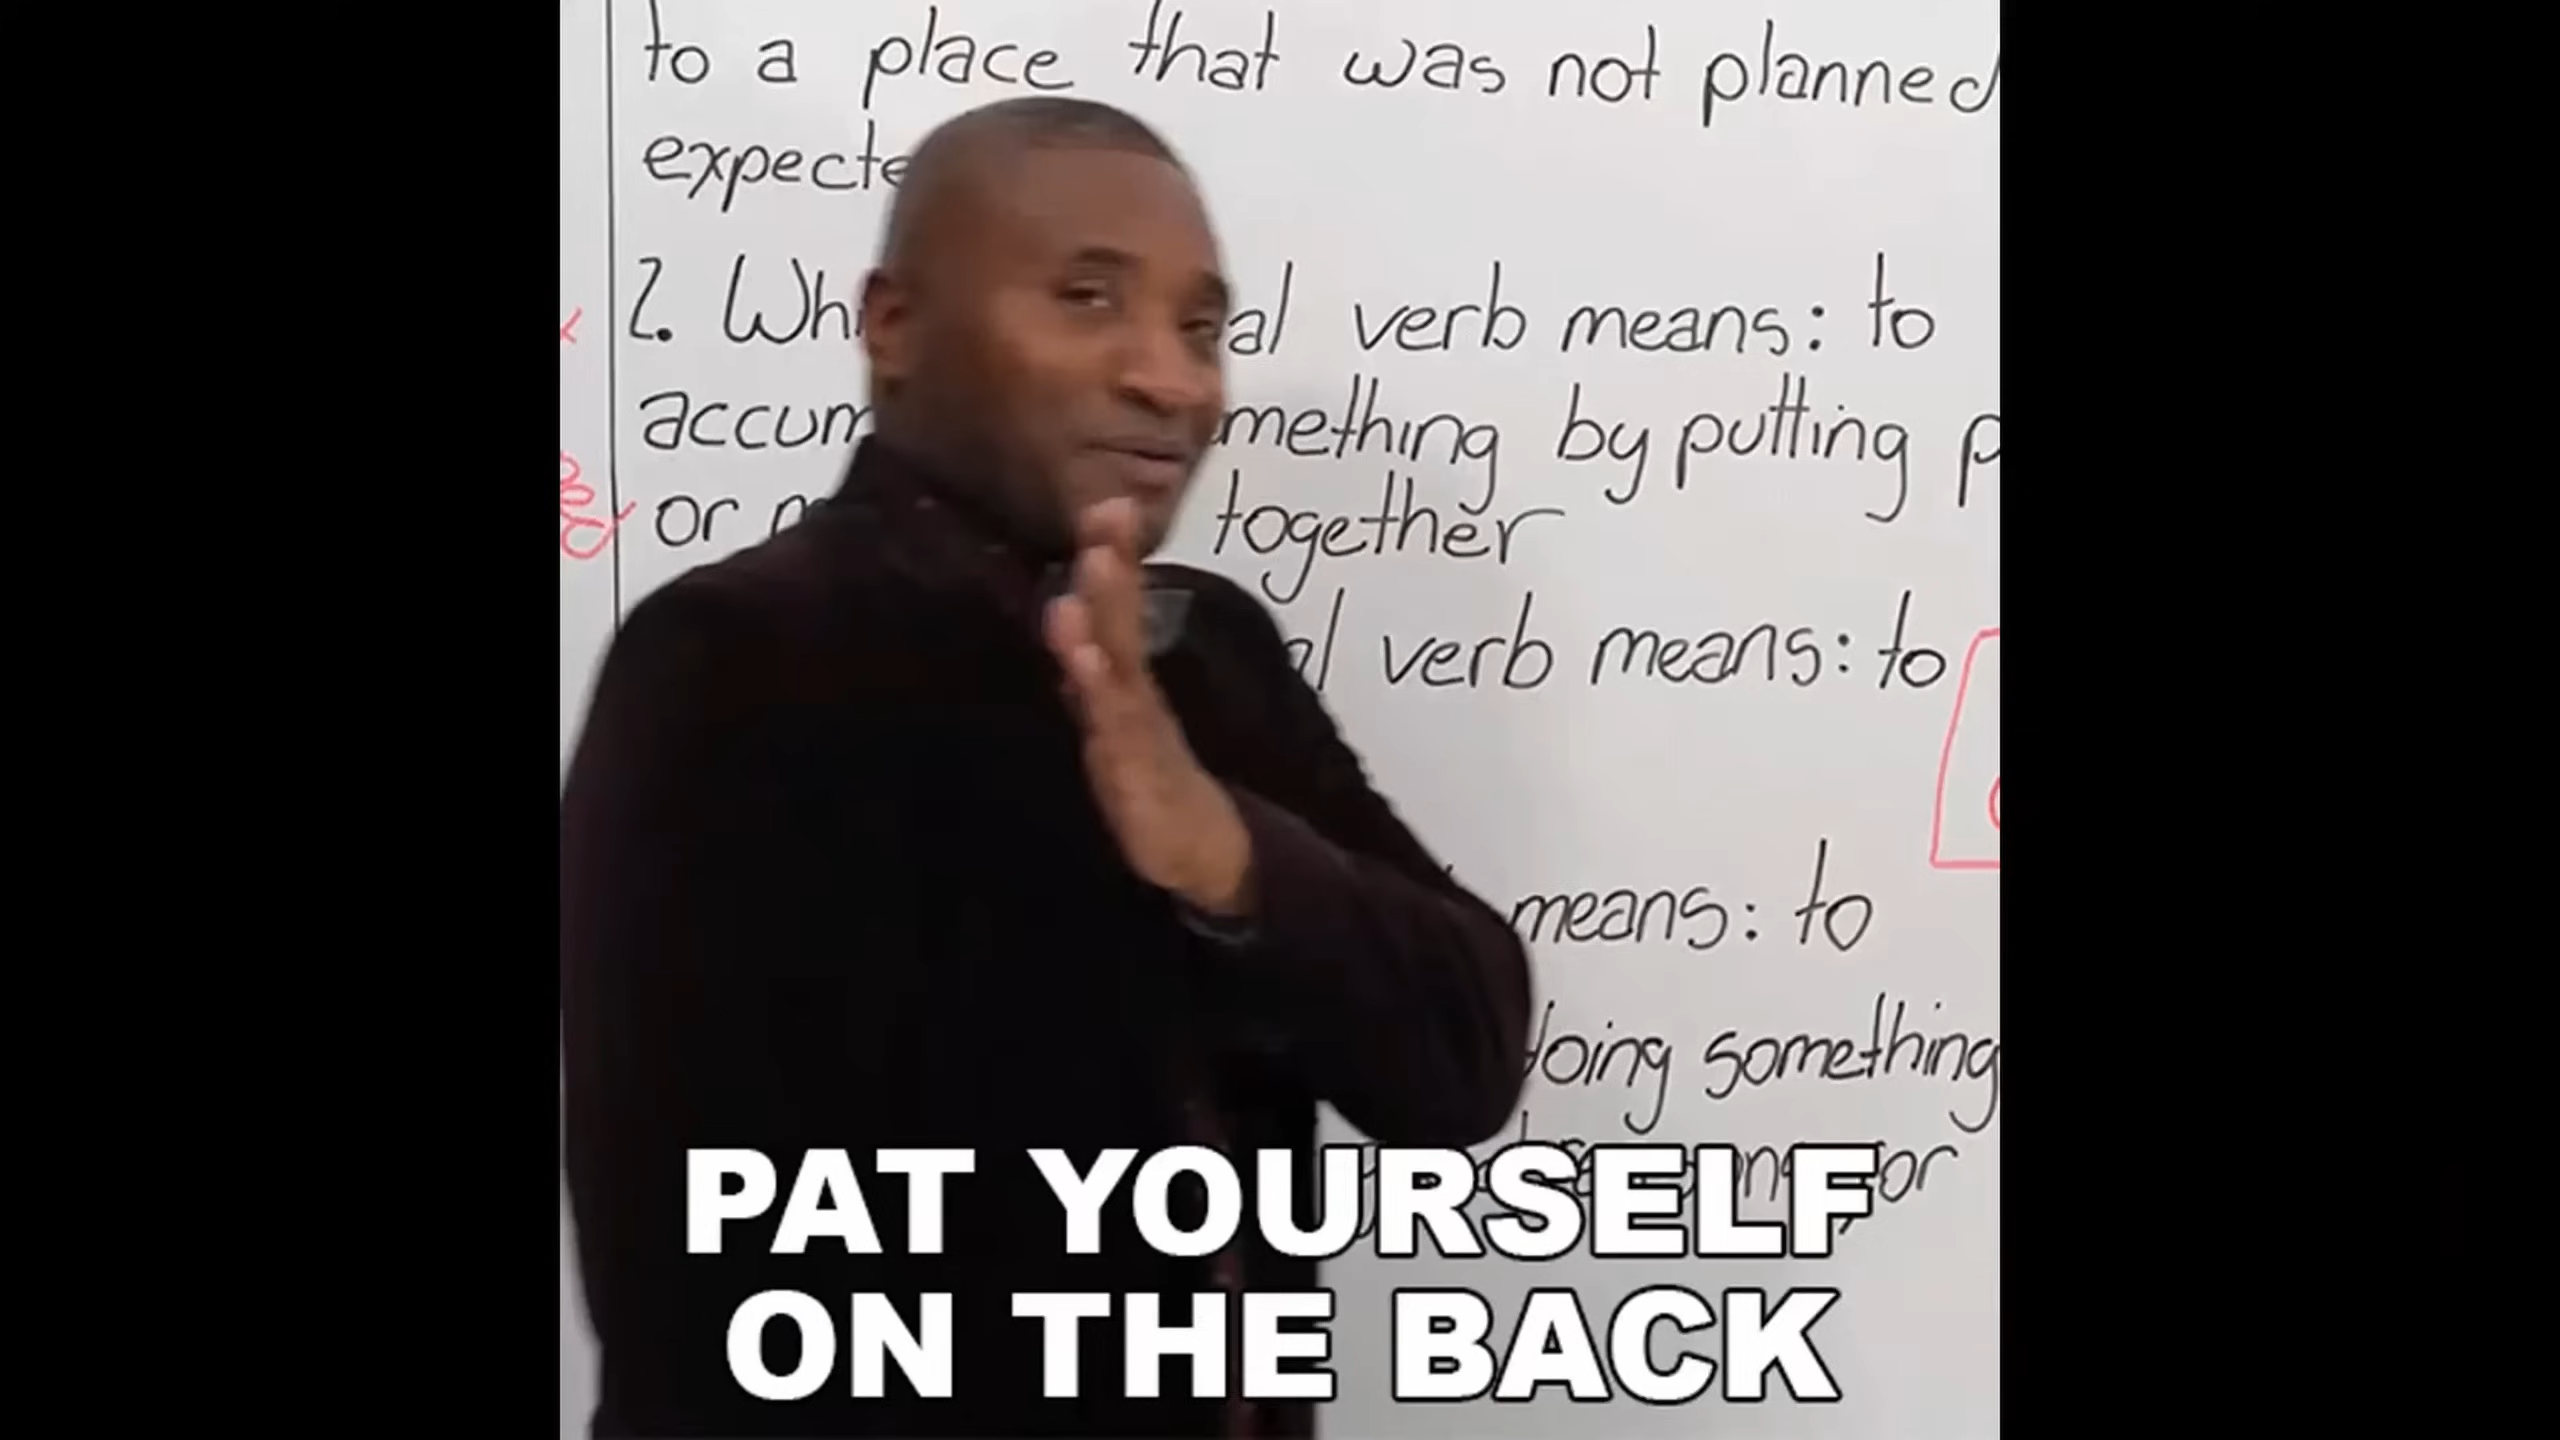 to a place that was not planned
expecte
2. Wh al verb means: to
accum mething by putting p
or together
al verb means: to
means: to
doing something
or
PAT YOURSELF
ON THE BACK